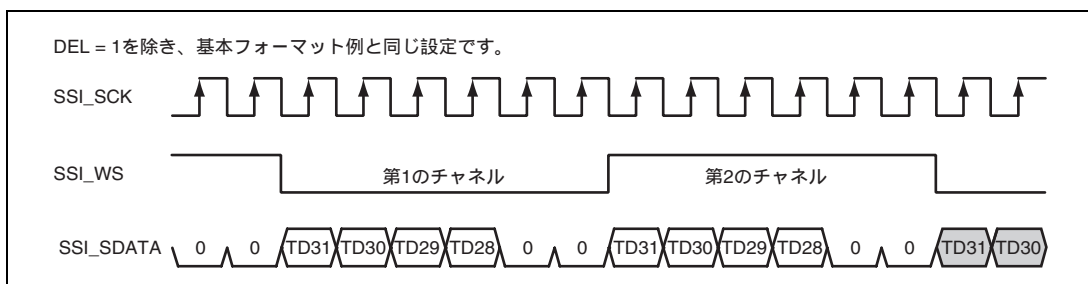 DEL = 1を除き、基本フォーマット例と同じ設定です。
SSI_SCK
SSI_WS 第1のチャネル 第2のチャネル
SSI_SDATA 0 0 TD31 TD30 TD29 TD28 0 0 TD31 TD30 TD29 TD28 0 0 TD31 TD30